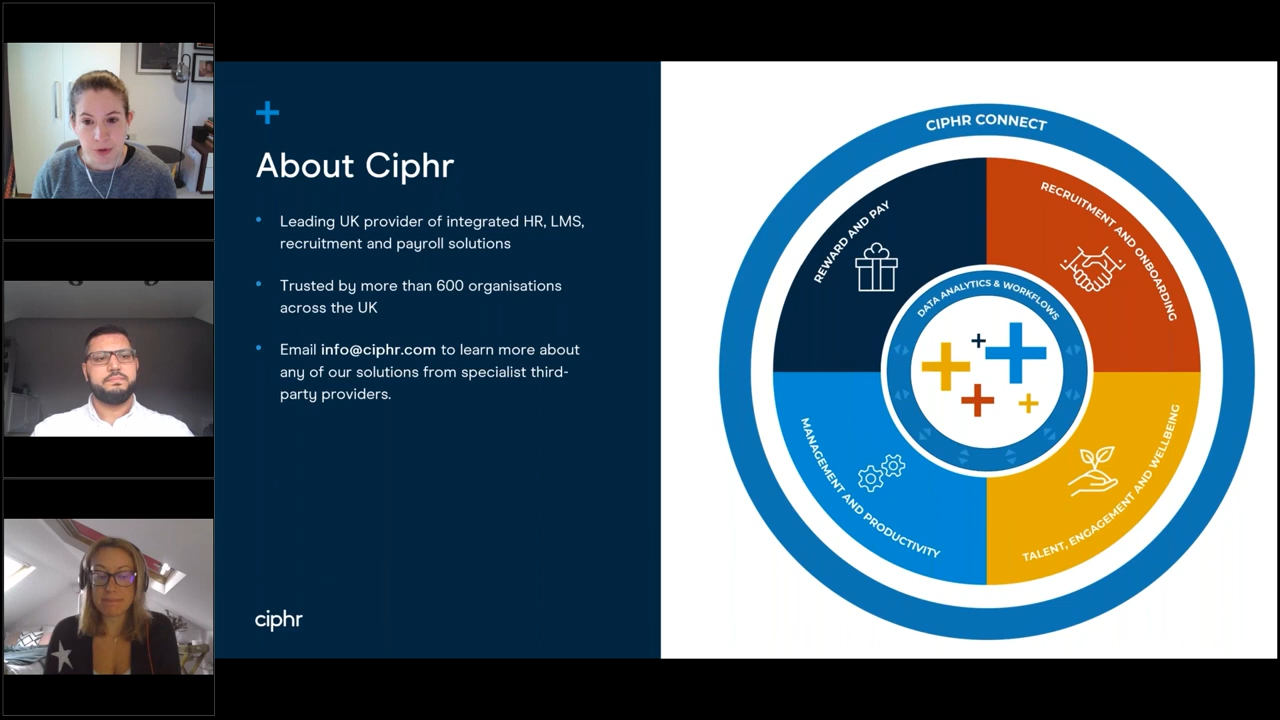 About Ciphr
Leading UK provider of integrated HR, LMS,
recruitment and payroll solutions
Trusted by more than 600 organisations
across the UK
Email info@ciphr.com to learn more about
any of our solutions from specialist third-
party providers.
ciphr
CIPHR CONNECT
REWARD AND PAY
RECRUITMENT AND ONBOARDING
DATA ANALYTICS & WORKFLOWS
MANAGEMENT AND PRODUCTIVITY
TALENT, ENGAGEMENT AND WELLBEING